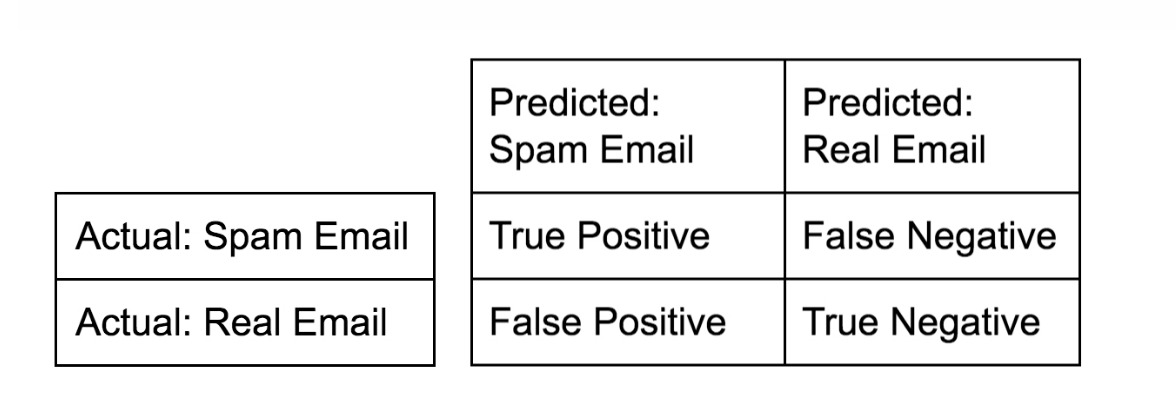 Predicted: Predicted:
Spam Email Real Email
Actual: Spam Email True Positive False Negative
Actual: Real Email False Positive True Negative